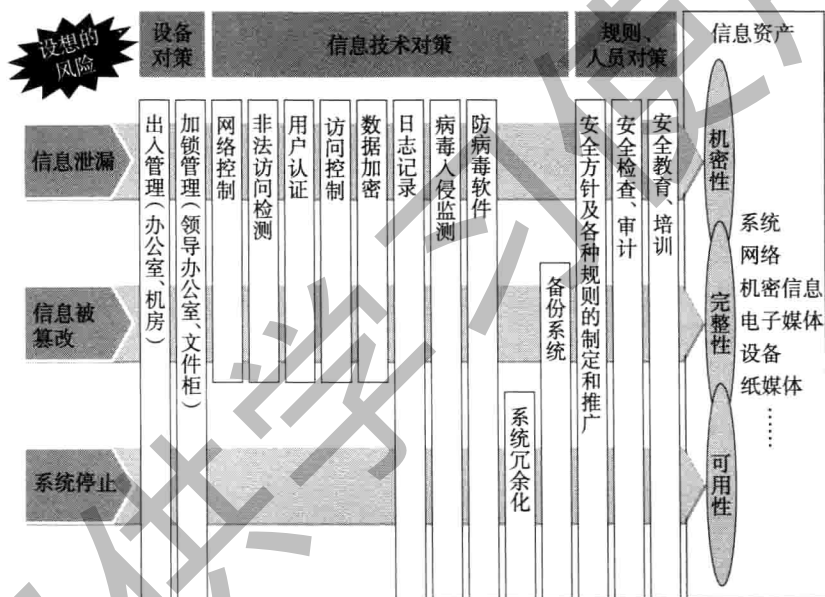 设想的
风险
设备
对策
信息技术对策
规则、
人员对策
信息资产
信息泄漏
信息被
篡改
系统停止
出入管理(办公室、机房)
加锁管理(领导办公室、文件柜)
网络控制
非法访问检测
用户认证
访问控制
数据加密
日志记录
病毒入侵监测
防病毒软件
系统冗余化
备份系统
安全方针及各种规则的制定和推广
安全检查、审计
安全教育、培训
机密性
完整性
可用性
系统
网络
机密信息
电子媒体
设备
纸媒体
……
供学习使用